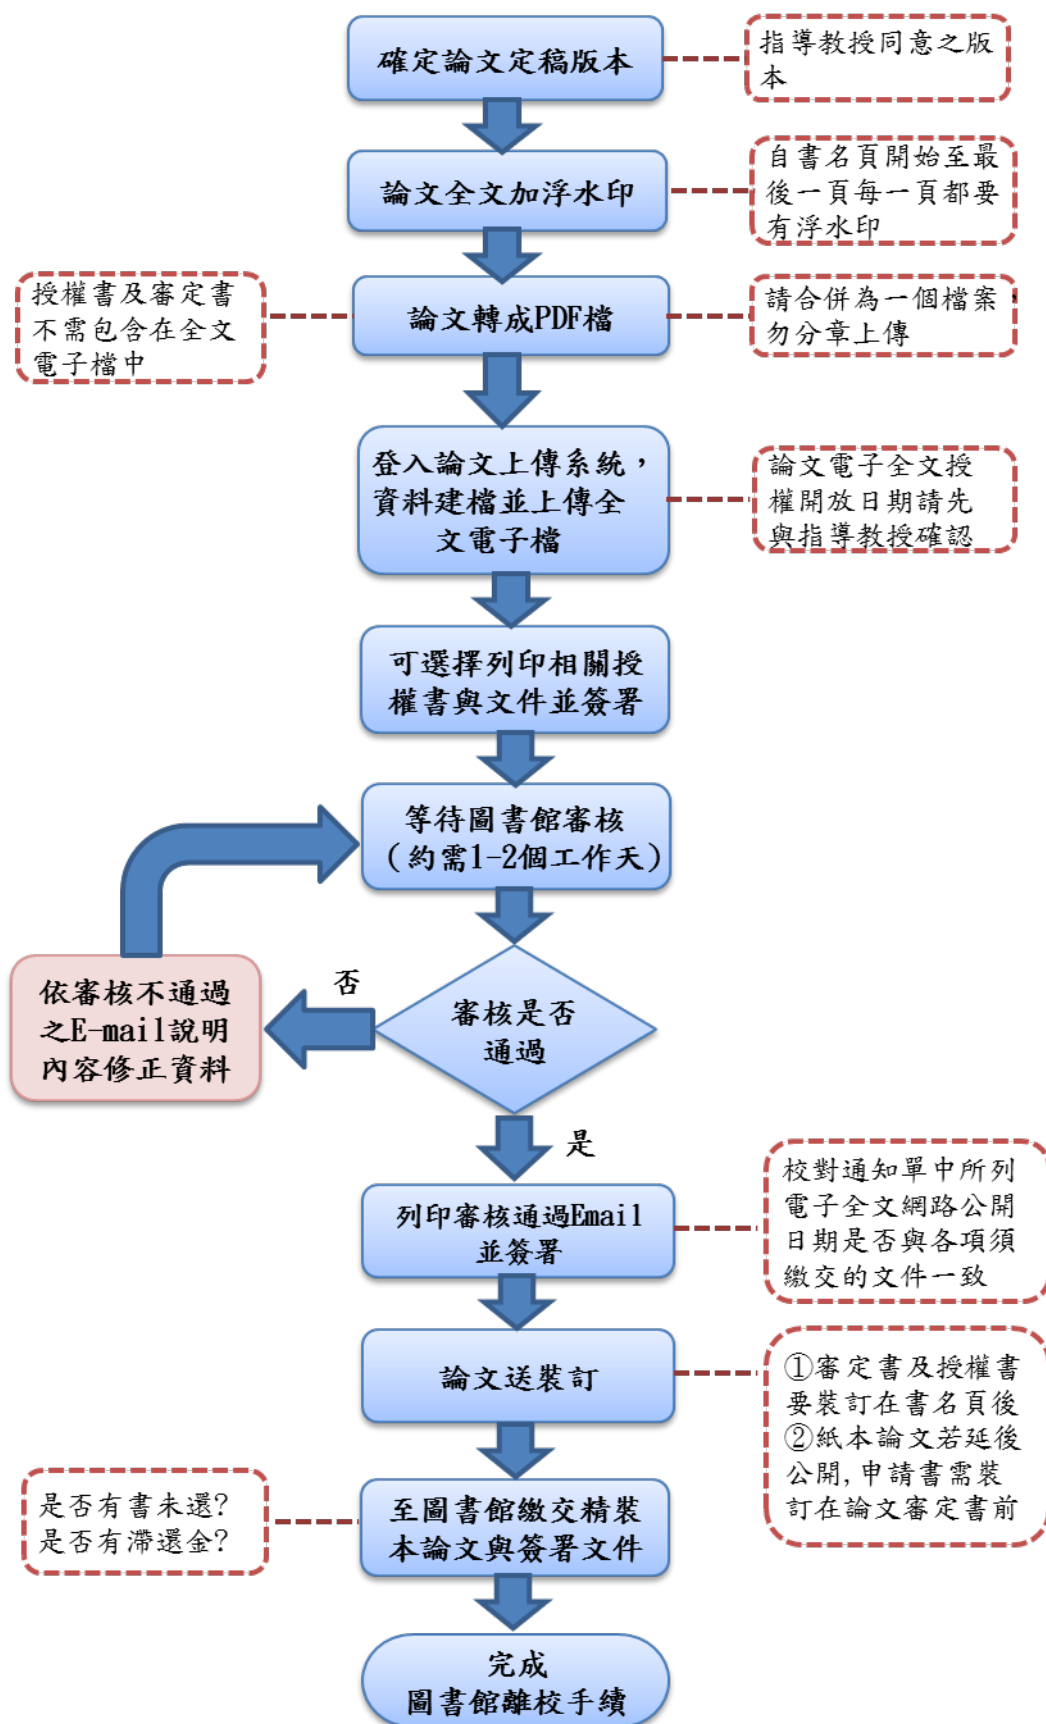 確定論文定稿版本
指導教授同意之版
本
論文全文加浮水印
自書名頁開始至最
後一頁每一頁都要
有浮水印
授權書及審定書
不需包含在全文
電子檔中
論文轉成PDF檔
請合併為一個檔案，
勿分章上傳
登入論文上傳系統，
資料建檔並上傳全
文電子檔
論文電子全文授
權開放日期請先
與指導教授確認
可選擇列印相關授
權書與文件並簽署
等待圖書館審核
（約需1-2個工作天）
審核是否
通過
否
依審核不通過
之E-mail說明
內容修正資料
是
列印審核通過Email
並簽署
校對通知單中所列
電子全文網路公開
日期是否與各項須
繳交的文件一致
論文送裝訂
①審定書及授權書
要裝訂在書名頁後
②紙本論文若延後
公開,申請書需裝
訂在論文審定書前
是否有書未還?
是否有滯還金?
至圖書館繳交精裝
本論文與簽署文件
完成
圖書館離校手續